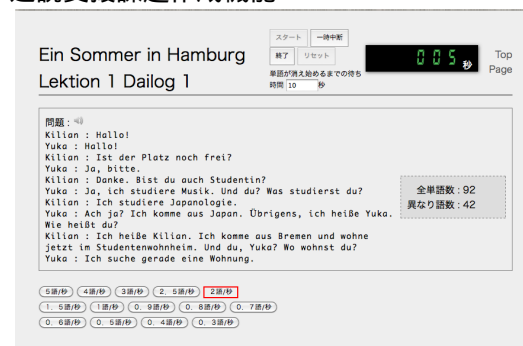 Ein Sommer in Hamburg
Lektion 1 Dailog 1
スタート 一時中断
終了 リセット
単語が消え始めるまでの待ち
時間 10 秒
005 秒
Top
Page
問題:
Kilian : Hallo!
Yuka : Hallo!
Kilian : Ist der Platz noch frei?
Yuka : Ja, bitte.
Kilian : Danke. Bist du auch Studentin?
Yuka : Ja, ich studiere Musik. Und du? Was studierst du?
Kilian : Ich studiere Japanologie.
Yuka : Ach ja? Ich komme aus Japan. Übrigens, ich heiße Yuka.
Wie heißt du?
Kilian : Ich heiße Kilian. Ich komme aus Bremen und wohne
jetzt im Studentenwohnheim. Und du, Yuka? Wo wohnst du?
Yuka : Ich suche gerade eine Wohnung.
全単語数:92
異なり語数:42
5語/秒 4語/秒 3語/秒 2.5語/秒 2語/秒
1.5語/秒 1語/秒 0.9語/秒 0.8語/秒 0.7語/秒
0.6語/秒 0.5語/秒 0.4語/秒 0.3語/秒